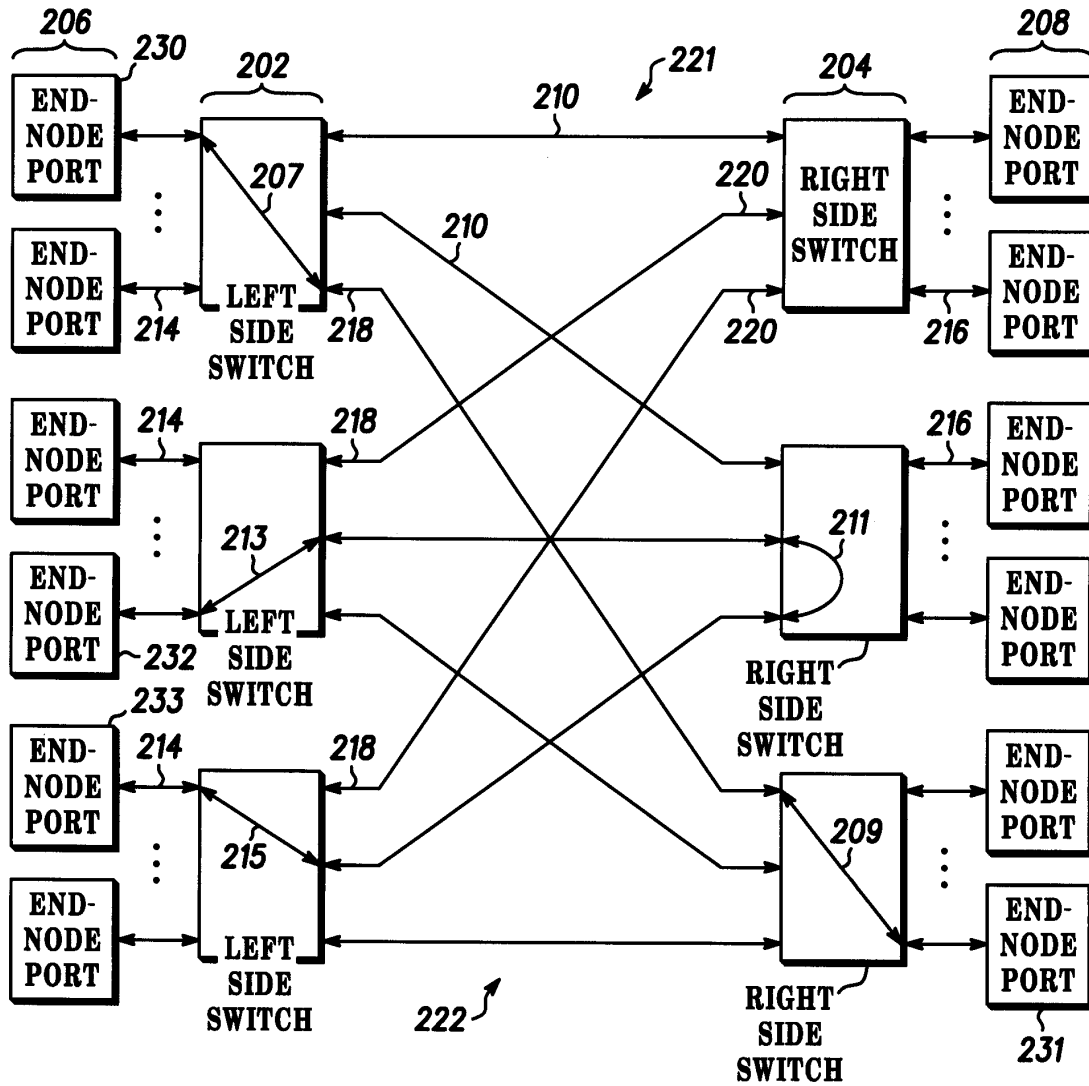 206
230
202
221
204
208
210
END-
NODE
PORT
207
RIGHT
SIDE
SWITCH
END-
NODE
PORT
210
220
END-
NODE
PORT
214
LEFT
SIDE
SWITCH
218
220
216
END-
NODE
PORT
END-
NODE
PORT
214
218
216
END-
NODE
PORT
213
211
END-
NODE
PORT
232
LEFT
SIDE
SWITCH
RIGHT
SIDE
SWITCH
END-
NODE
PORT
233
END-
NODE
PORT
214
218
215
209
END-
NODE
PORT
END-
NODE
PORT
LEFT
SIDE
SWITCH
222
RIGHT
SIDE
SWITCH
END-
NODE
PORT
231